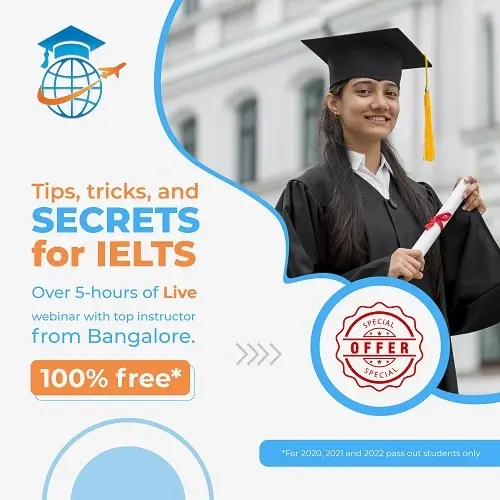 Tips, tricks, and
SECRETS
for IELTS
Over 5-hours of Live
webinar with top instructor
from Bangalore.
100% free*
SPECIAL
OFFER
SPECIAL
*For 2020, 2021 and 2022 pass out students only